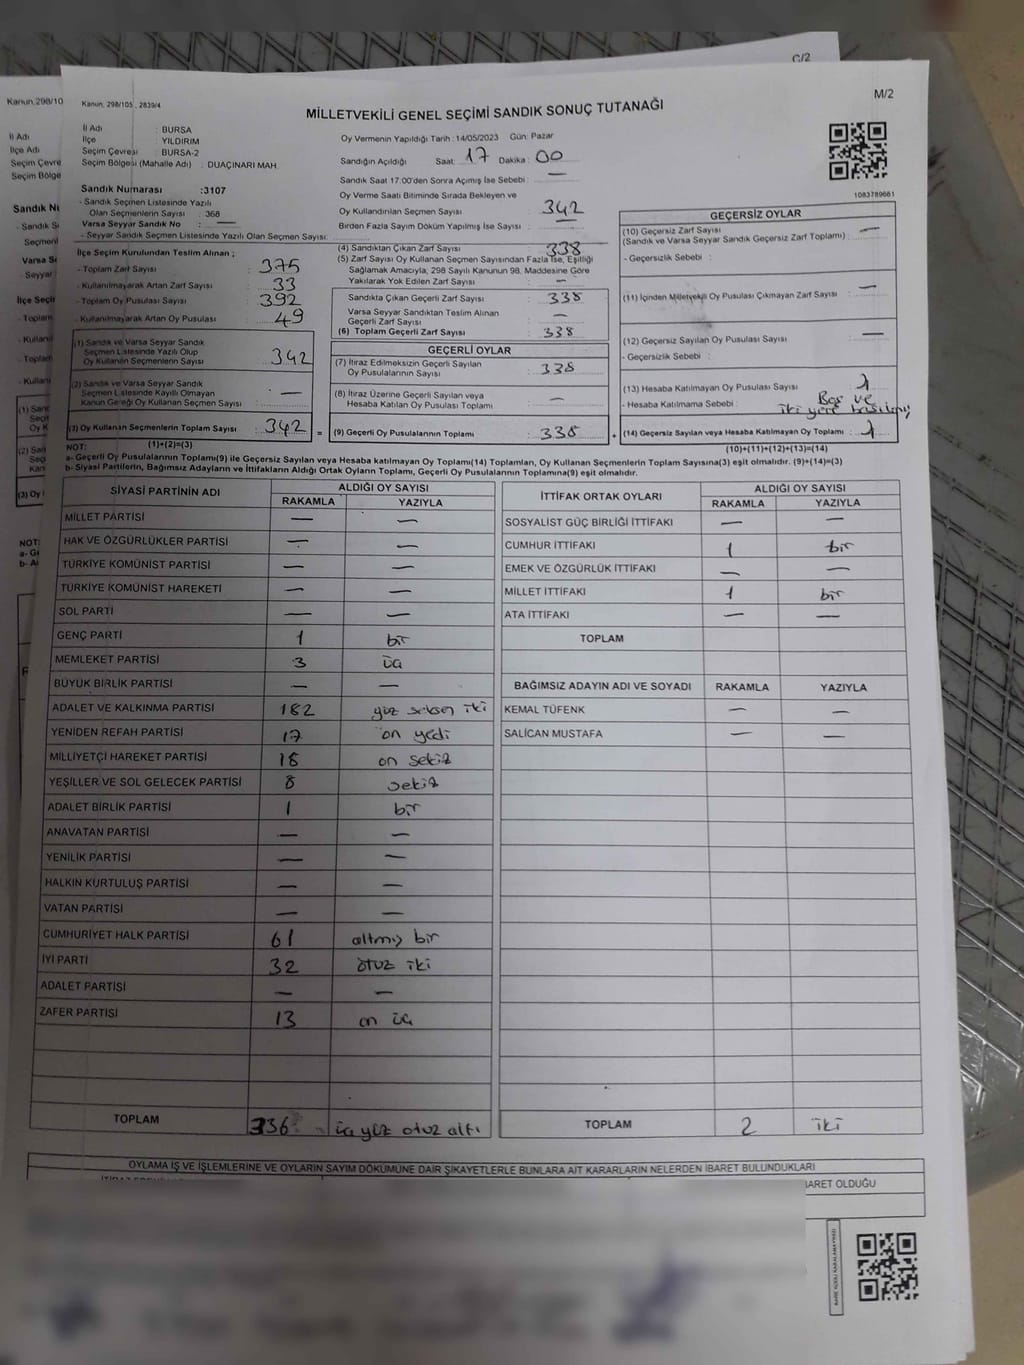 C/2
Kanun, 298/10
İl Adı
İlçe Adı
Seçim Çevre
Seçim Bölge
Sandık N
M/2
Kanun, 298/105 , 2839/4
MİLLETVEKİLİ GENEL SEÇİMİ SANDIK SONUÇ TUTANAĞI
İl Adı : BURSA
İlçe : YILDIRIM
Seçim Çevresi : BURSA-2
Seçim Bölgesi (Mahalle Adı) : DUAÇINARI MAH.
Sandık Numarası :3107
- Sandık Seçmen Listesinde Yazılı
Olan Seçmenlerin Sayısı : 368
Varsa Seyyar Sandık No : —
- Seyyar Sandık Seçmen Listesinde Yazılı Olan Seçmen Sayısı:
İlçe Seçim Kurulundan Teslim Alınan ;
- Toplam Zarf Sayısı : 375
- Kullanılmayarak Artan Zarf Sayısı : 33
- Toplam Oy Pusulası Sayısı : 392
- Kullanılmayarak Artan Oy Pusulası : 49
(1) Sandık ve Varsa Seyyar Sandık
Seçmen Listesinde Yazılı Olup
Oy Kullanan Seçmenlerin Sayısı : 342
(2) Sandık ve Varsa Seyyar Sandık
Seçmen Listesinde Kayıtlı Olmayan
Kanun Gereği Oy Kullanan Seçmen Sayısı : —
(3) Oy Kullanan Seçmenlerin Toplam Sayısı : 342
Oy Vermenin Yapıldığı Tarih : 14/05/2023 Gün: Pazar
Sandığın Açıldığı Saat: 17 Dakika : 00
Sandık Saat 17:00'den Sonra Açılmış İse Sebebi : —
Oy Verme Saati Bitiminde Sırada Bekleyen ve
Oy Kullandırılan Seçmen Sayısı : 342
Birden Fazla Sayım Döküm Yapılmış İse Sayısı : —
(4) Sandıktan Çıkan Zarf Sayısı : 338
(5) Zarf Sayısı Oy Kullanan Seçmen Sayısından Fazla İse, Eşitliği
Sağlamak Amacıyla, 298 Sayılı Kanunun 98. Maddesine Göre
Yakılarak Yok Edilen Zarf Sayısı : —
Sandıkta Çıkan Geçerli Zarf Sayısı : 338
Varsa Seyyar Sandıktan Teslim Alınan
Geçerli Zarf Sayısı : —
(6) Toplam Geçerli Zarf Sayısı : 338
GEÇERLİ OYLAR
(7) İtiraz Edilmeksizin Geçerli Sayılan
Oy Pusulalarının Sayısı : 338
(8) İtiraz Üzerine Geçerli Sayılan veya
Hesaba Katılan Oy Pusulası Toplamı : —
(9) Geçerli Oy Pusulalarının Toplamı : 338
1083789661
GEÇERSİZ OYLAR
(10) Geçersiz Zarf Sayısı
(Sandık ve Varsa Seyyar Sandık Geçersiz Zarf Toplamı) : —
- Geçersizlik Sebebi :
(11) İçinden Milletvekili Oy Pusulası Çıkmayan Zarf Sayısı : —
(12) Geçersiz Sayılan Oy Pusulası Sayısı : —
- Geçersizlik Sebebi :
(13) Hesaba Katılmayan Oy Pusulası Sayısı :
- Hesaba Katılmama Sebebi : Boş ve
iki yere basılmış
(14) Geçersiz Sayılan veya Hesaba Katılmayan Oy Toplamı :
NOT: (1)+(2)=(3) (10)+(11)+(12)+(13)=(14)
a- Geçerli Oy Pusulasının Toplamı(9) ile Geçersiz Sayılan veya Hesaba katılmayan Oy Toplamı(14) Toplamları, Oy Kullanan Seçmenlerin Toplam Sayısına(3) eşit olmalıdır. (9)+(14)=(3)
b- Siyasi Partilerin, Bağımsız Adayların ve İttifakların Aldığı Ortak Oyların Toplamı, Geçerli Oy Pusulasının Toplamına(9) eşit olmalıdır.
SİYASİ PARTİNİN ADI ALDIĞI OY SAYISI
RAKAMLA YAZIYLA
MİLLET PARTİSİ — —
HAK VE ÖZGÜRLÜKLER PARTİSİ — —
TÜRKİYE KOMÜNİST PARTİSİ — —
TÜRKİYE KOMÜNİST HAREKETİ — —
SOL PARTİ — —
GENÇ PARTİ 1 bir
MEMLEKET PARTİSİ 3 üç
BÜYÜK BİRLİK PARTİSİ — —
ADALET VE KALKINMA PARTİSİ 182 yüz seksen iki
YENİDEN REFAH PARTİSİ 17 on yedi
MİLLİYETÇİ HAREKET PARTİSİ 18 on sekiz
YEŞİLLER VE SOL GELECEK PARTİSİ 8 sekiz
ADALET BİRLİK PARTİSİ 1 bir
ANAVATAN PARTİSİ — —
YENİLİK PARTİSİ — —
HALKIN KURTULUŞ PARTİSİ — —
VATAN PARTİSİ — —
CUMHURİYET HALK PARTİSİ 61 altmış bir
İYİ PARTİ 32 otuz iki
ADALET PARTİSİ — —
ZAFER PARTİSİ 13 on üç
TOPLAM 336 üç yüz otuz altı
İTTİFAK ORTAK OYLARI ALDIĞI OY SAYISI
RAKAMLA YAZIYLA
SOSYALİST GÜÇ BİRLİĞİ İTTİFAKI — —
CUMHUR İTTİFAKI 1 bir
EMEK VE ÖZGÜRLÜK İTTİFAKI — —
MİLLET İTTİFAKI 1 bir
ATA İTTİFAKI — —
TOPLAM
BAĞIMSIZ ADAYIN ADI VE SOYADI RAKAMLA YAZIYLA
KEMAL TÜFENK — —
SALİCAN MUSTAFA — —
TOPLAM 2 iki
OYLAMA İŞ VE İŞLEMLERİNE VE OYLARIN SAYIM DÖKÜMÜNE DAİR ŞİKAYETLERLE BUNLARA AİT KARARLARIN NELERDEN İBARET BULUNDUKLARI
BARET OLDUĞU